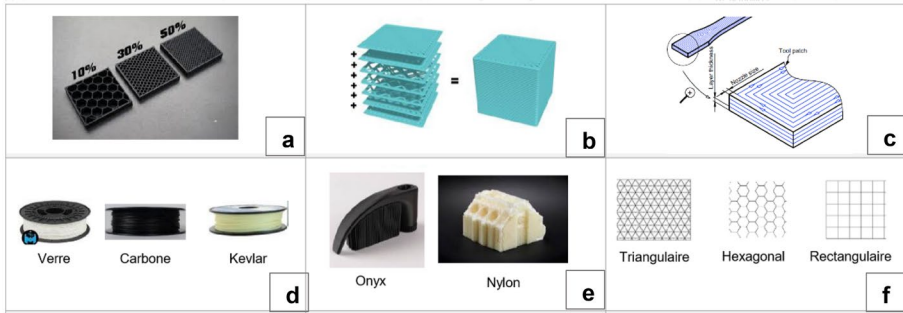 10% 30% 50%
a
+
+
+
+
+
=
b
Layer thickness
Nozzle size
Tool patch
c
Verre Carbone Kevlar
d
Onyx Nylon
e
Triangulaire Hexagonal Rectangulaire
f